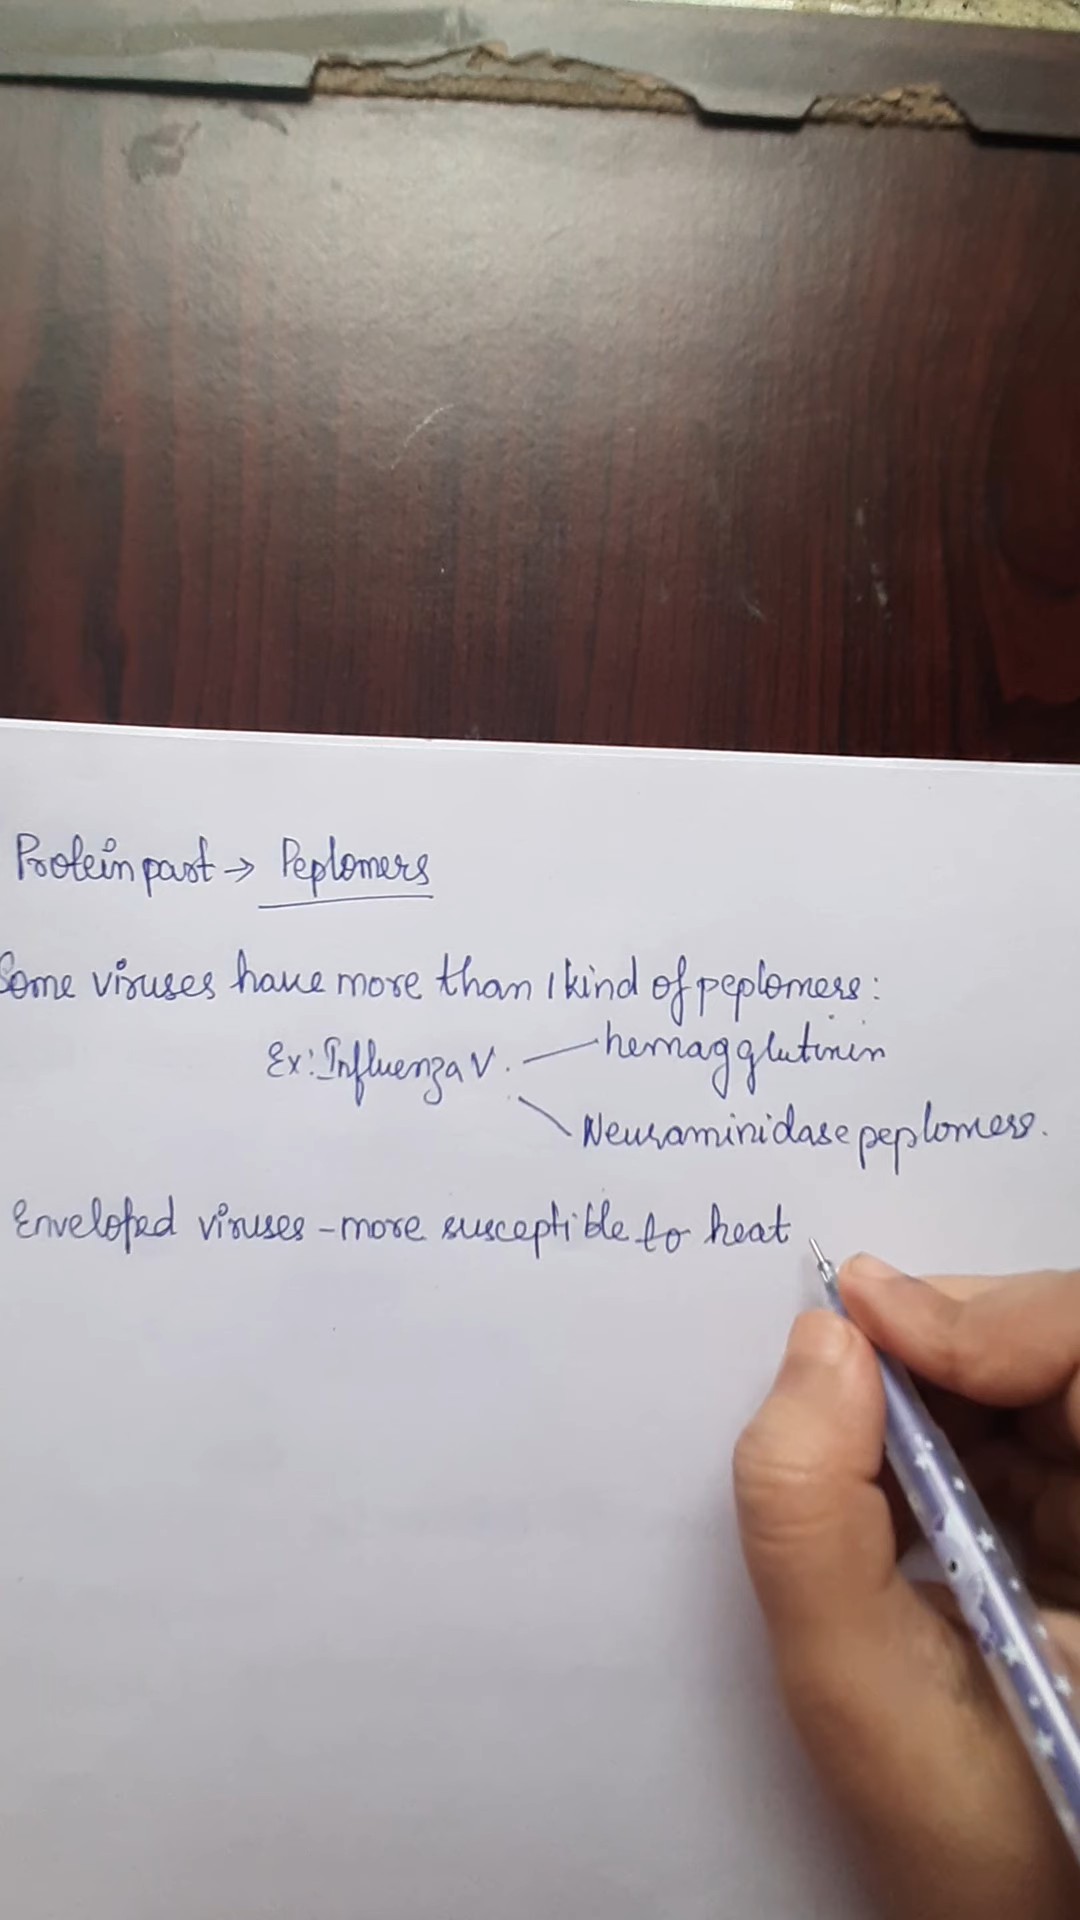 Protein part → Peplomers
Some viruses have more than 1 kind of peplomers :
Ex: Influenza V. hemagglutinin
Neuraminidase peplomers.
Enveloped viruses - more susceptible to heat